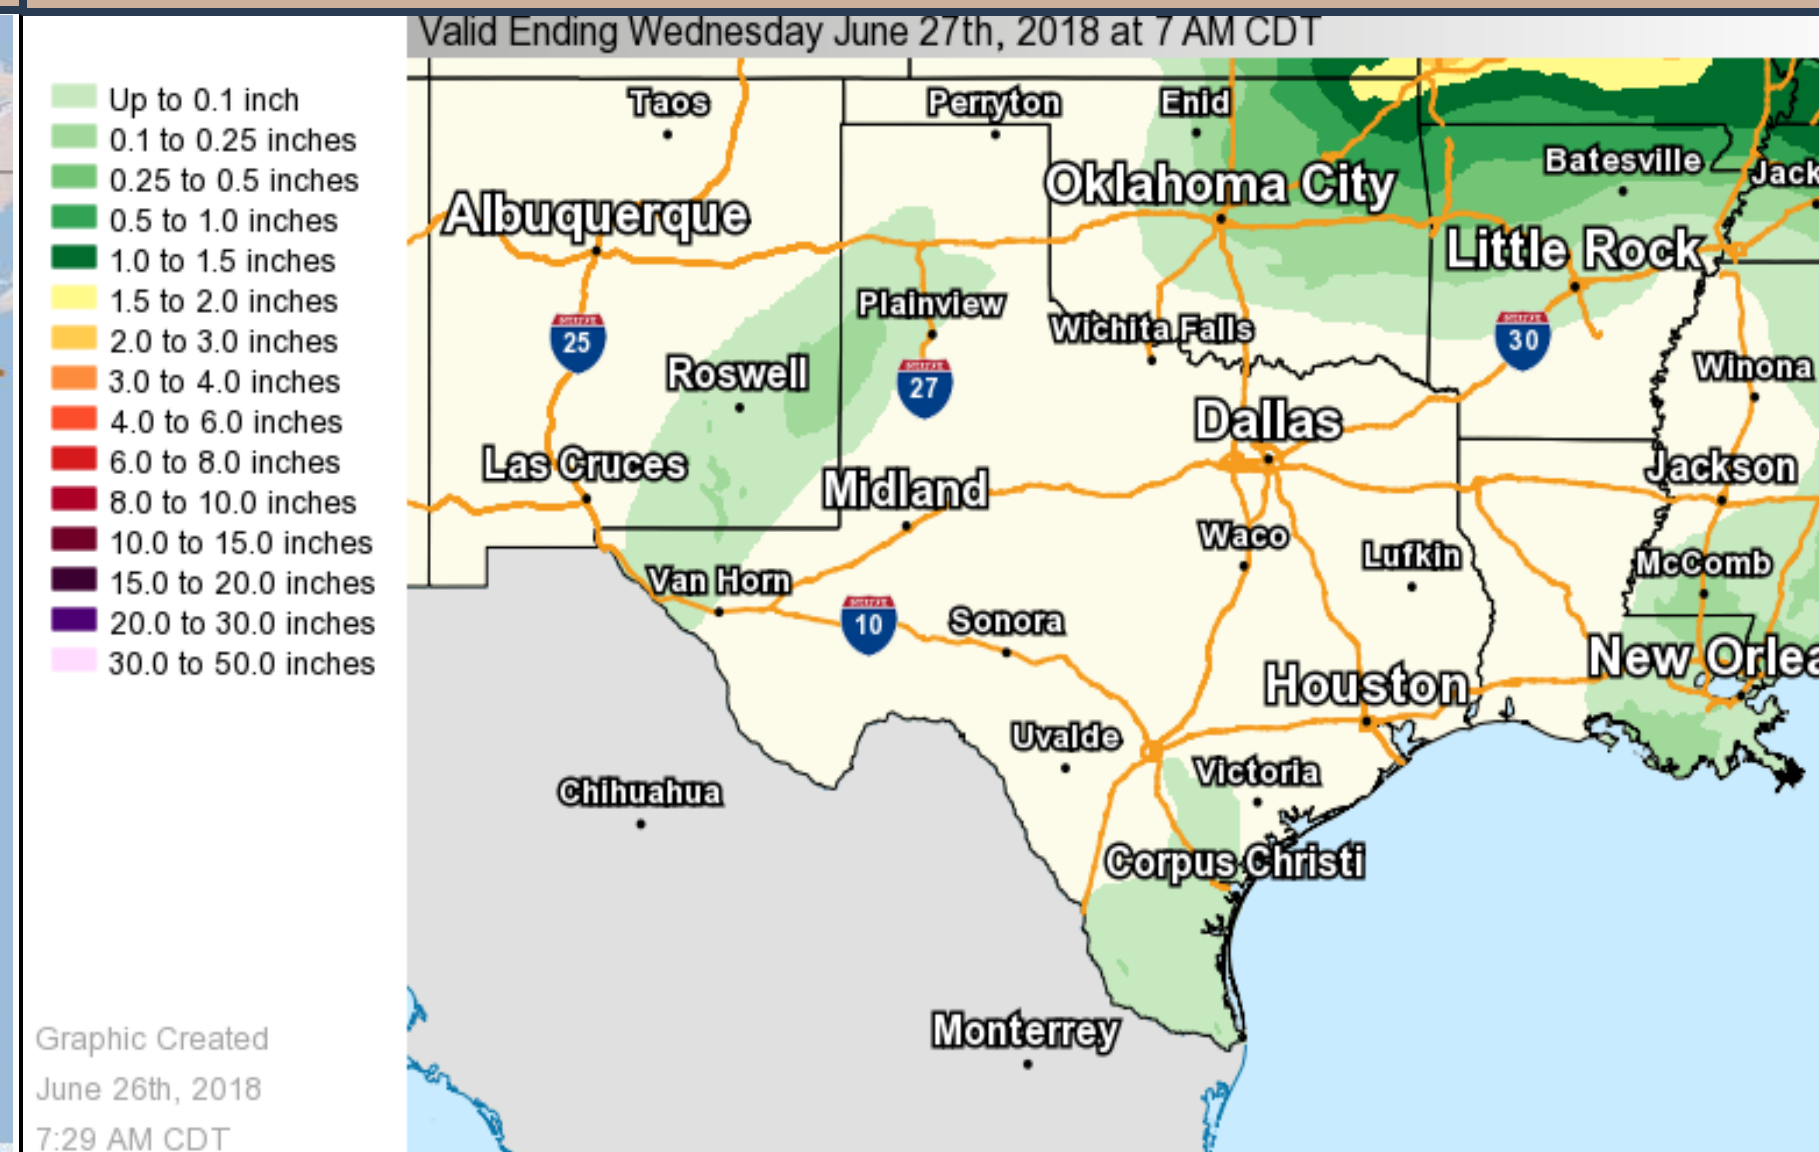 Valid Ending Wednesday June 27th, 2018 at 7 AM CDT
Up to 0.1 inch
0.1 to 0.25 inches
0.25 to 0.5 inches
0.5 to 1.0 inches
1.0 to 1.5 inches
1.5 to 2.0 inches
2.0 to 3.0 inches
3.0 to 4.0 inches
4.0 to 6.0 inches
6.0 to 8.0 inches
8.0 to 10.0 inches
10.0 to 15.0 inches
15.0 to 20.0 inches
20.0 to 30.0 inches
30.0 to 50.0 inches
Graphic Created
June 26th, 2018
7:29 AM CDT
Taos
Perryton
Enid
Batesville
Jack
Oklahoma City
Albuquerque
Little Rock
Plainview
Wichita Falls
25
30
Roswell
27
Winona
Dallas
Las Cruces
Midland
Jackson
Waco
Lufkin
McComb
Van Horn
10
Sonora
New Orlea
Houston
Uvalde
Victoria
Chihuahua
Corpus Christi
Monterrey